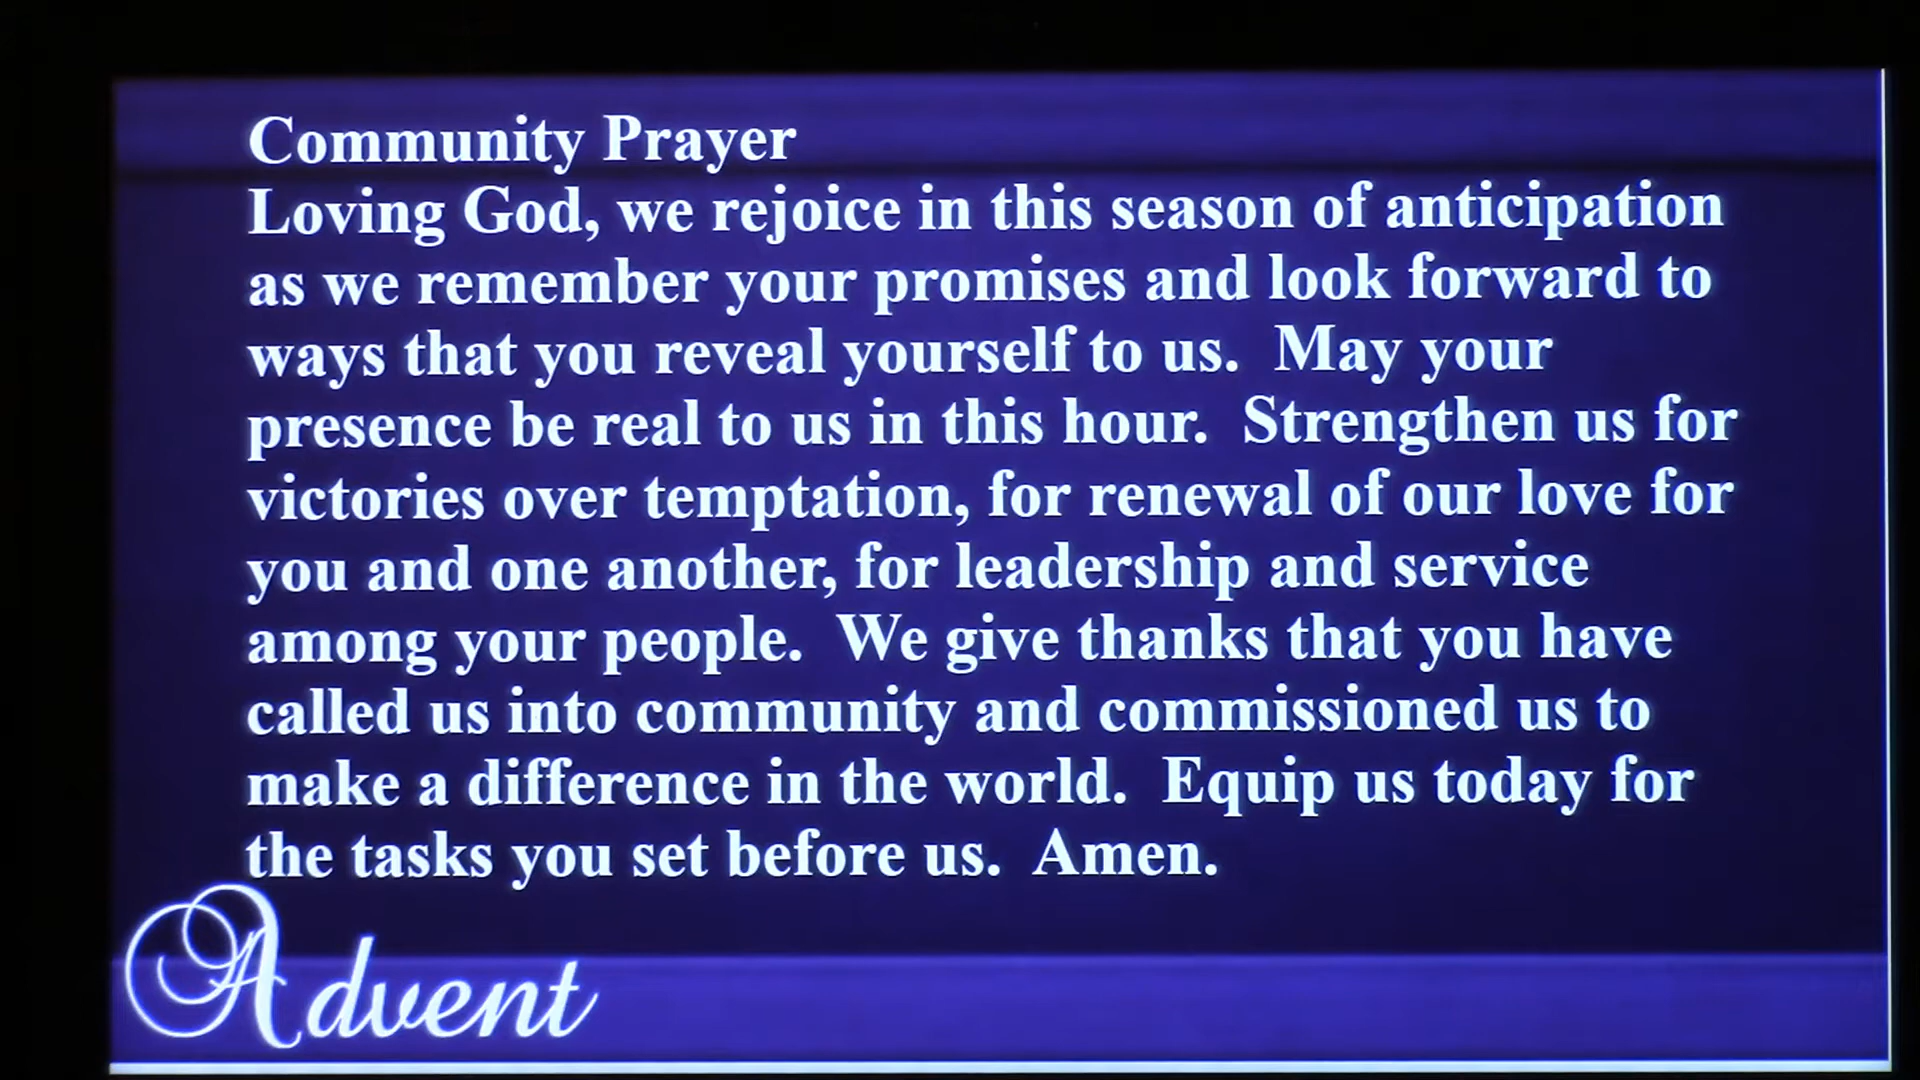 Community Prayer
Loving God, we rejoice in this season of anticipation
as we remember your promises and look forward to
ways that you reveal yourself to us.  May your
presence be real to us in this hour.  Strengthen us for
victories over temptation, for renewal of our love for
you and one another, for leadership and service
among your people.  We give thanks that you have
called us into community and commissioned us to
make a difference in the world.  Equip us today for
the tasks you set before us.  Amen.
Advent